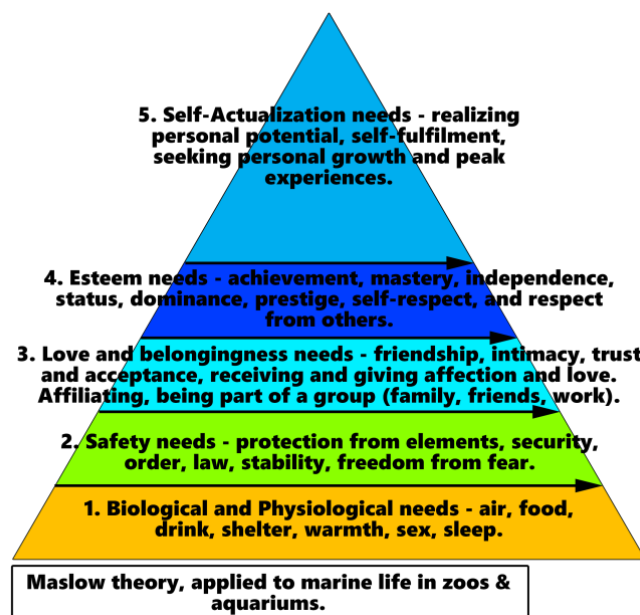 5. Self-Actualization needs - realizing
personal potential, self-fulfilment,
seeking personal growth and peak
experiences.
4. Esteem needs - achievement, mastery, independence,
status, dominance, prestige, self-respect, and respect
from others.
3. Love and belongingness needs - friendship, intimacy, trust
and acceptance, receiving and giving affection and love.
Affiliating, being part of a group (family, friends, work).
2. Safety needs - protection from elements, security,
order, law, stability, freedom from fear.
1. Biological and Physiological needs - air, food,
drink, shelter, warmth, sex, sleep.
Maslow theory, applied to marine life in zoos &
aquariums.